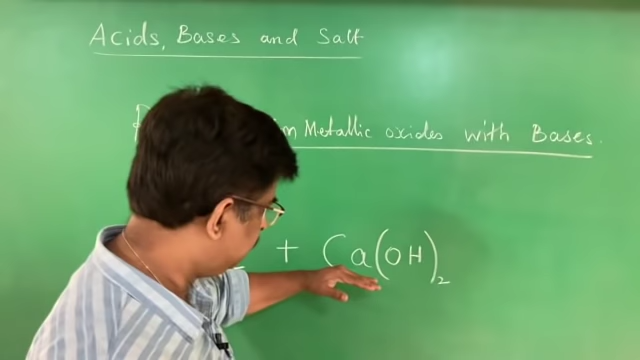 Acids, Bases and Salt
Metallic oxides with Bases.
+ Ca(OH)2